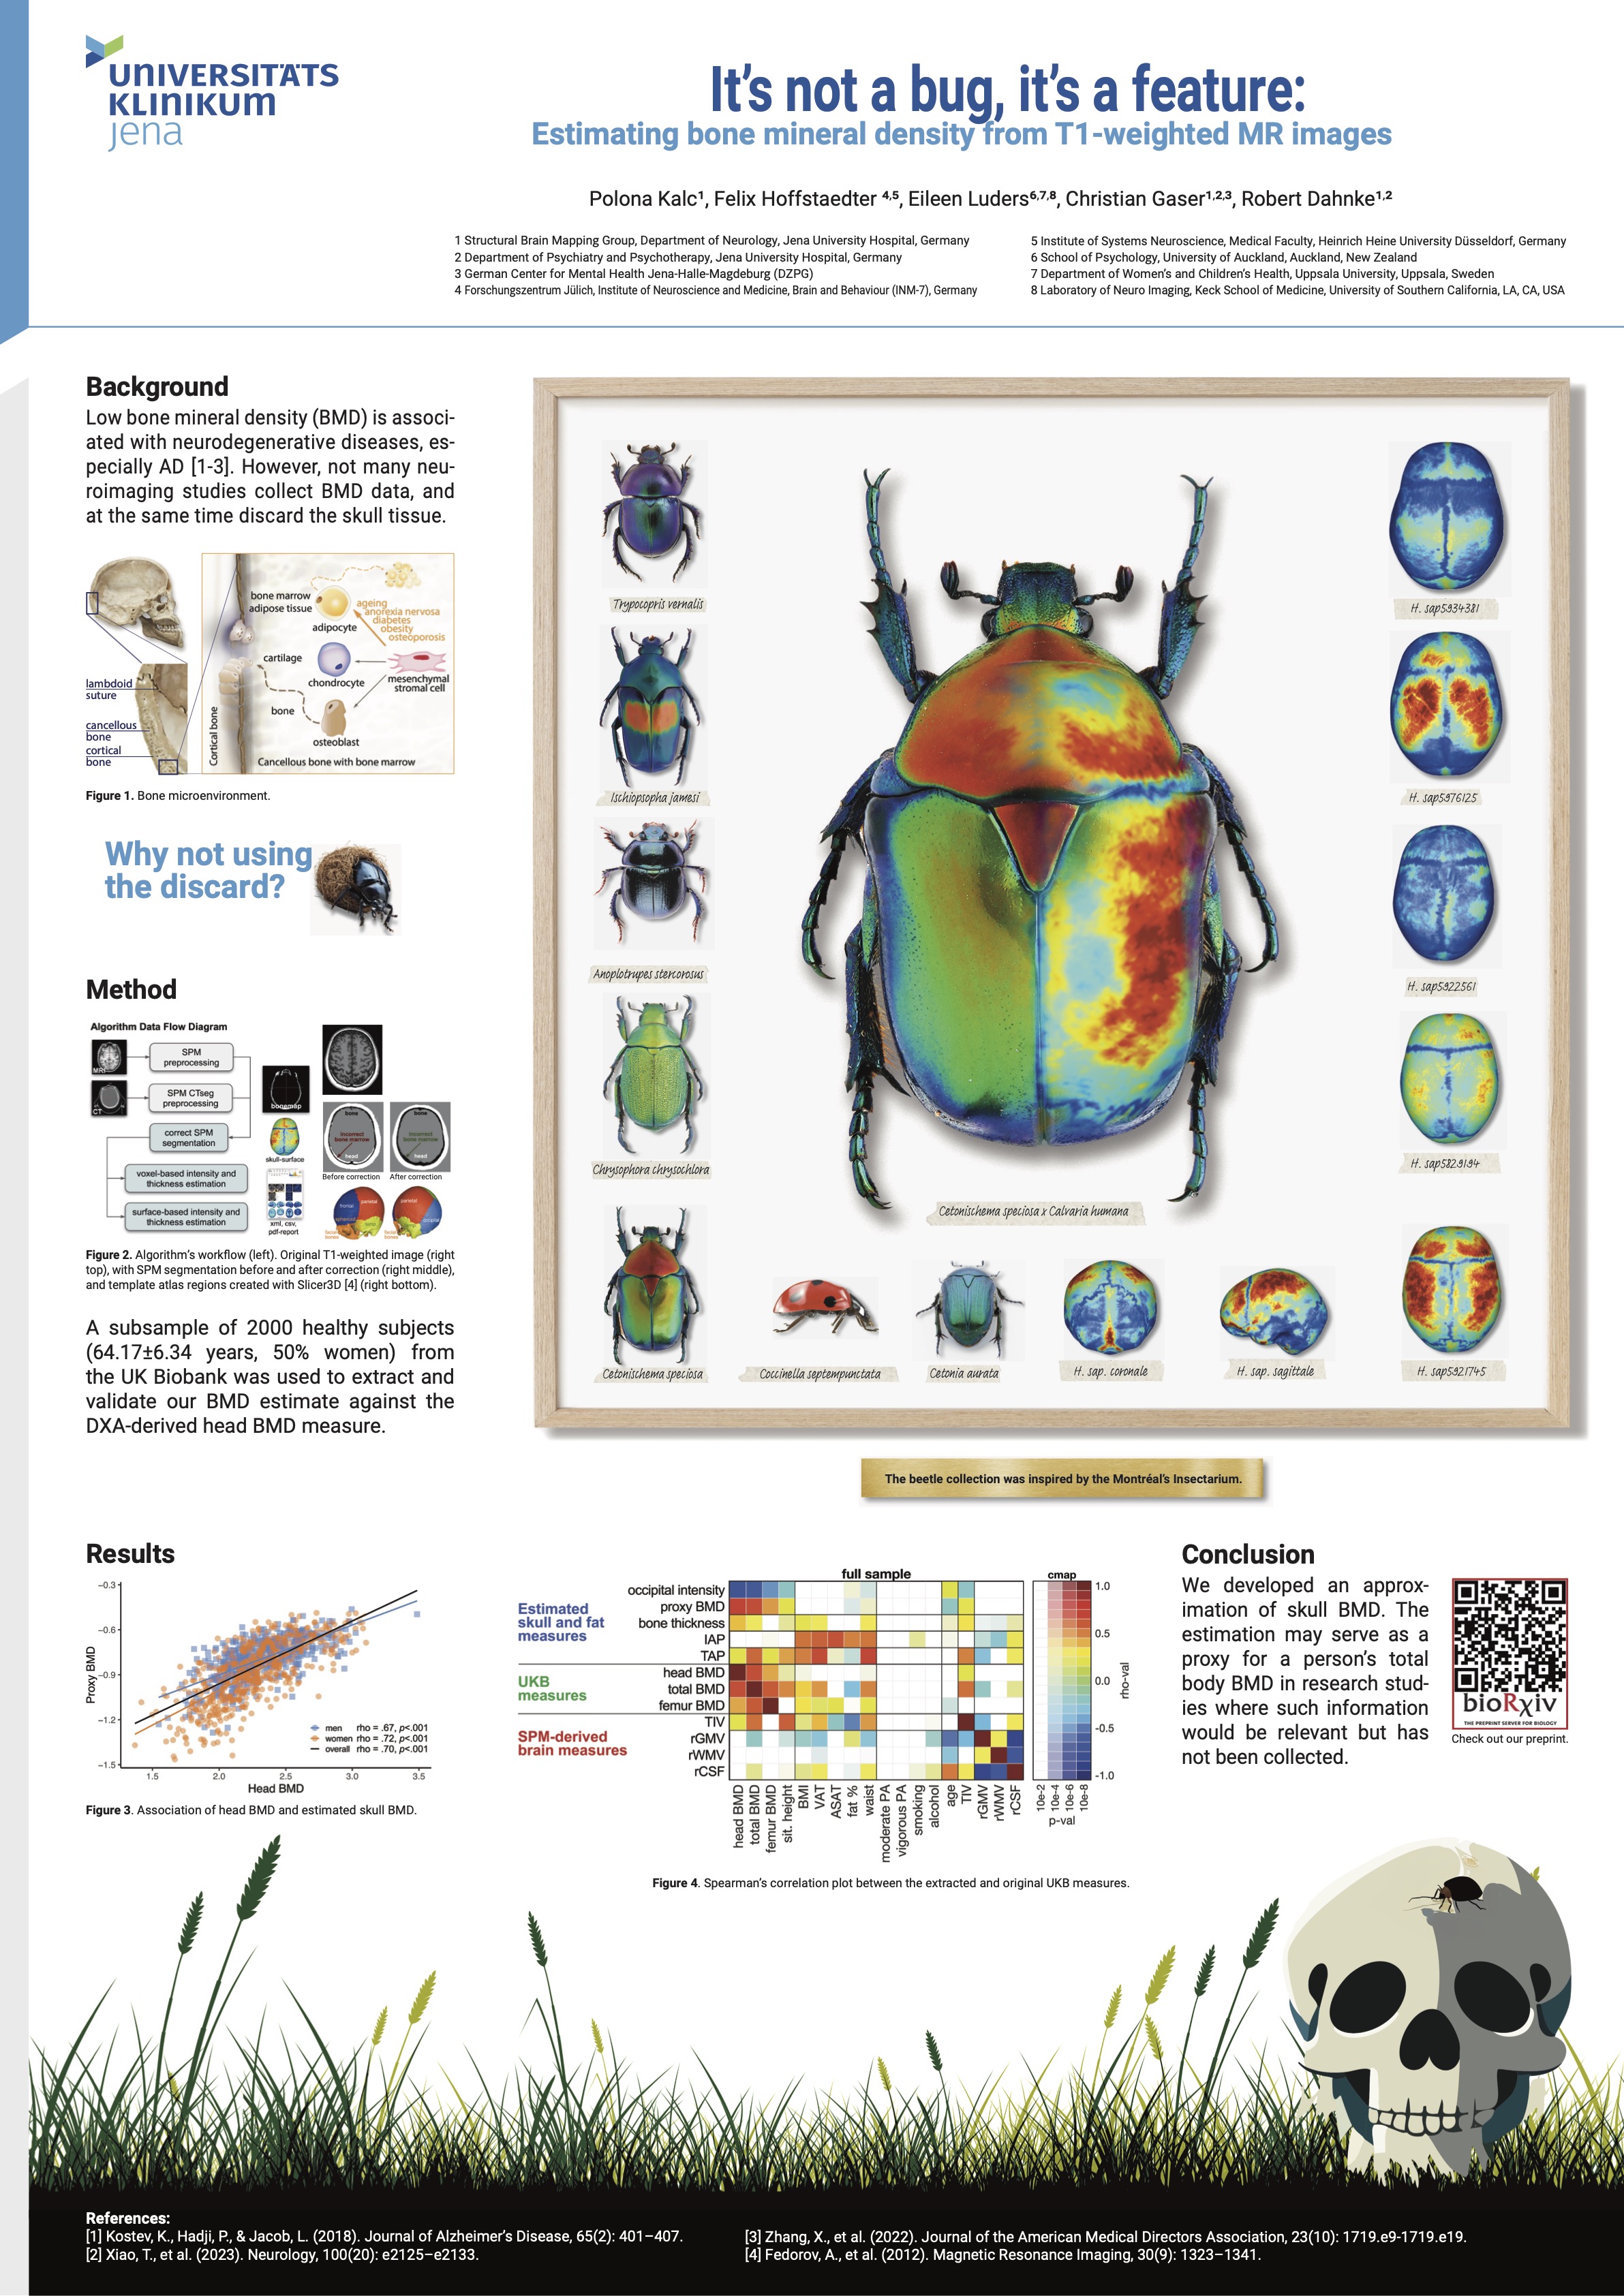 UNIVERSITÄTS
KLINIKUM
jena
It's not a bug, it's a feature:
Estimating bone mineral density from T1-weighted MR images
Polona Kalc¹, Felix Hoffstaedter ⁴,⁵, Eileen Luders⁶,⁷,⁸, Christian Gaser¹,²,³, Robert Dahnke¹,²
1 Structural Brain Mapping Group, Department of Neurology, Jena University Hospital, Germany
2 Department of Psychiatry and Psychotherapy, Jena University Hospital, Germany
3 German Center for Mental Health Jena-Halle-Magdeburg (DZPG)
4 Forschungszentrum Jülich, Institute of Neuroscience and Medicine, Brain and Behaviour (INM-7), Germany
5 Institute of Systems Neuroscience, Medical Faculty, Heinrich Heine University Düsseldorf, Germany
6 School of Psychology, University of Auckland, Auckland, New Zealand
7 Department of Women's and Children's Health, Uppsala University, Uppsala, Sweden
8 Laboratory of Neuro Imaging, Keck School of Medicine, University of Southern California, LA, CA, USA
Background
Low bone mineral density (BMD) is associ-
ated with neurodegenerative diseases, es-
pecially AD [1-3]. However, not many neu-
roimaging studies collect BMD data, and
at the same time discard the skull tissue.
lambdoid
suture
cancellous
bone
cortical
bone
Cortical bone
bone marrow
adipose tissue
adipocyte
ageing
anorexia nervosa
diabetes
obesity
osteoporosis
cartilage
chondrocyte
mesenchymal
stromal cell
bone
osteoblast
Cancellous bone with bone marrow
Figure 1. Bone microenvironment.
Why not using
the discard?
Method
Algorithm Data Flow Diagram
MRI
SPM
preprocessing
CT
SPM CTseg
preprocessing
correct SPM
segmentation
voxel-based intensity and
thickness estimation
surface-based intensity and
thickness estimation
bonemap
skull-surface
xml, csv,
pdf-report
bone
incorrect
bone marrow
head
Before correction
bone
incorrect
bone marrow
head
After correction
frontal
parietal
parietal
occipital
Figure 2. Algorithm's workflow (left). Original T1-weighted image (right
top), with SPM segmentation before and after correction (right middle),
and template atlas regions created with Slicer3D [4] (right bottom).
A subsample of 2000 healthy subjects
(64.17±6.34 years, 50% women) from
the UK Biobank was used to extract and
validate our BMD estimate against the
DXA-derived head BMD measure.
Trypocopris vernalis
Ischiopsopha jamesi
Anoplotrupes stercorosus
Chrysophora chrysochlora
Cetonischema speciosa
Coccinella septempunctata
Cetonia aurata
H. sap. coronale
H. sap. sagittale
Cetonischema speciosa x Calvaria humana
H. sap5934381
H. sap5976125
H. sap5922561
H. sap5829194
H. sap5921745
The beetle collection was inspired by the Montréal's Insectarium.
Results
Proxy BMD
−0.3
−0.6
−0.9
−1.2
−1.5
1.5 2.0 2.5 3.0 3.5
Head BMD
men rho = .67, p<.001
women rho = .72, p<.001
overall rho = .70, p<.001
Figure 3. Association of head BMD and estimated skull BMD.
full sample
Estimated
skull and fat
measures
UKB
measures
SPM-derived
brain measures
occipital intensity
proxy BMD
bone thickness
IAP
TAP
head BMD
total BMD
femur BMD
TIV
rGMV
rWMV
rCSF
head BMD
total BMD
femur BMD
sit. height
BMI
VAT
ASAT
fat %
waist
moderate PA
vigorous PA
smoking
alcohol
age
TIV
rGMV
rWMV
rCSF
cmap
1.0
0.5
0.0
-0.5
-1.0
rho-val
10e-2
10e-4
10e-6
10e-8
p-val
Figure 4. Spearman's correlation plot between the extracted and original UKB measures.
Conclusion
We developed an approx-
imation of skull BMD. The
estimation may serve as a
proxy for a person's total
body BMD in research stud-
ies where such information
would be relevant but has
not been collected.
bioRxiv
THE PREPRINT SERVER FOR BIOLOGY
Check out our preprint.
References:
[1] Kostev, K., Hadji, P., & Jacob, L. (2018). Journal of Alzheimer's Disease, 65(2): 401–407.
[2] Xiao, T., et al. (2023). Neurology, 100(20): e2125–e2133.
[3] Zhang, X., et al. (2022). Journal of the American Medical Directors Association, 23(10): 1719.e9-1719.e19.
[4] Fedorov, A., et al. (2012). Magnetic Resonance Imaging, 30(9): 1323–1341.